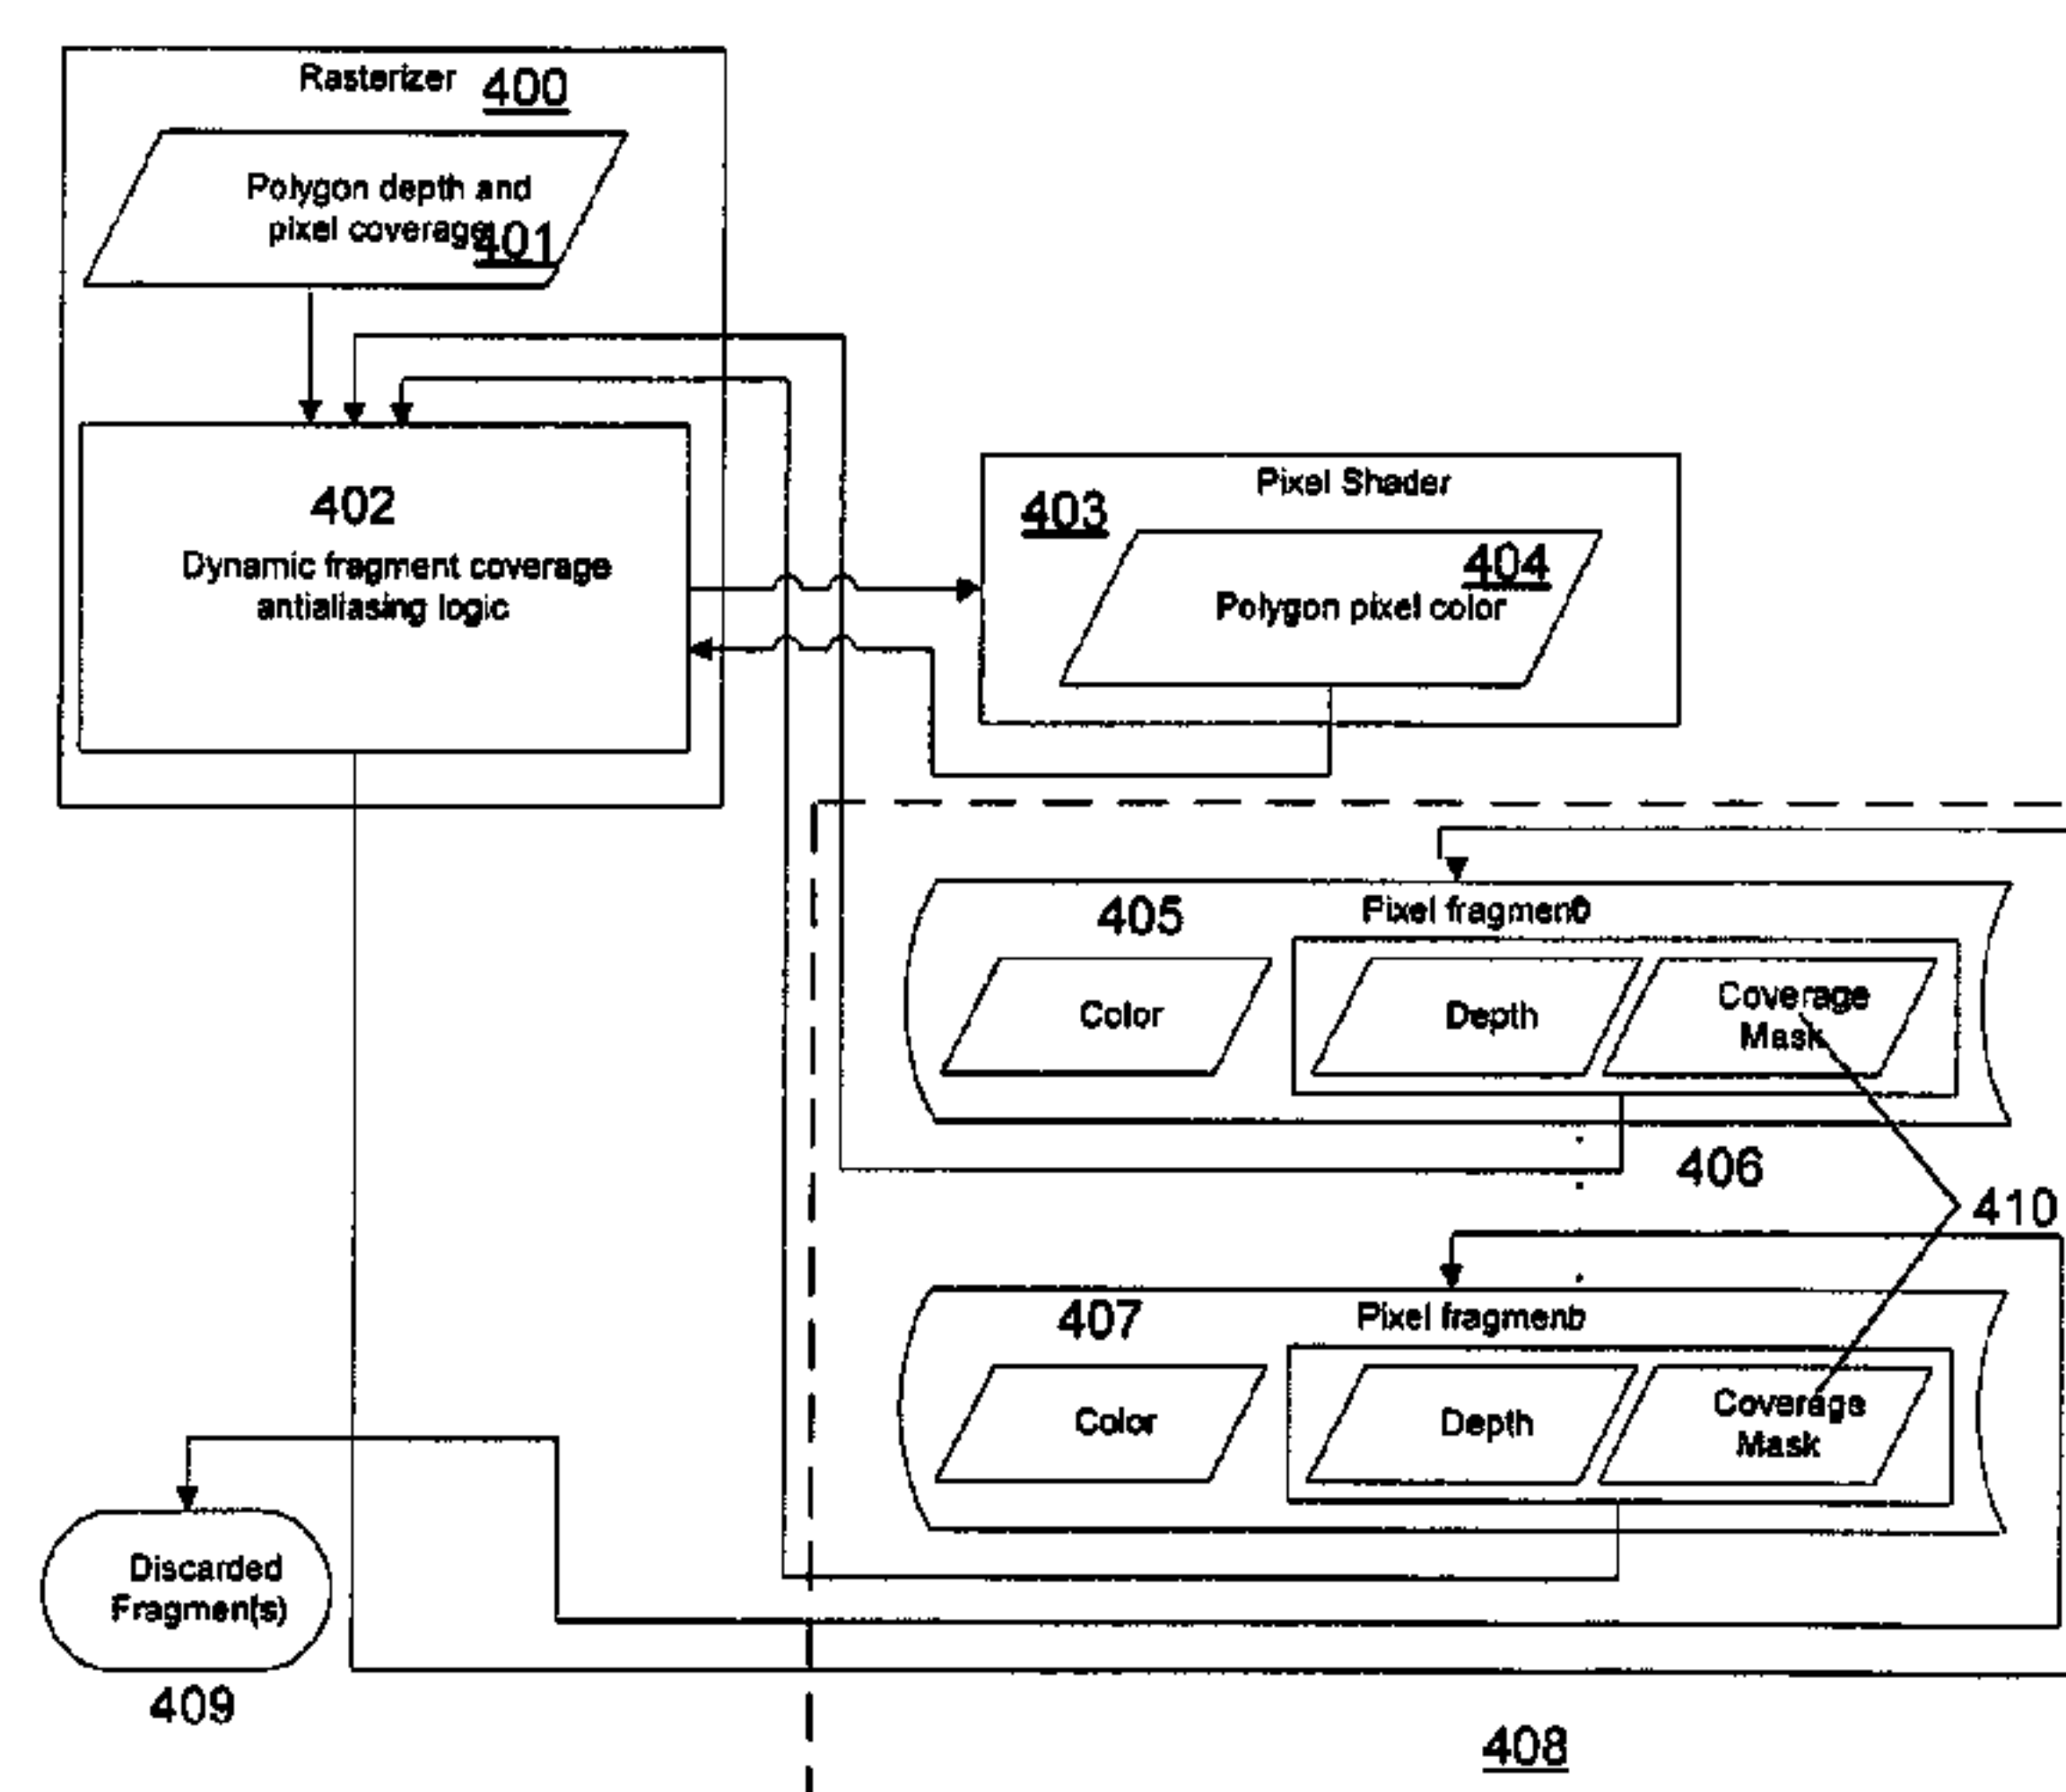 Rasterizer 400
Polygon depth and
pixel coverage 401
402
Dynamic fragment coverage
antialiasing logic
Pixel Shader
403
404
Polygon pixel color
405
Pixel fragment0
Color
Depth
Coverage
Mask
406
410
407
Pixel fragment
Color
Depth
Coverage
Mask
Discarded
Fragmen(s)
409
408